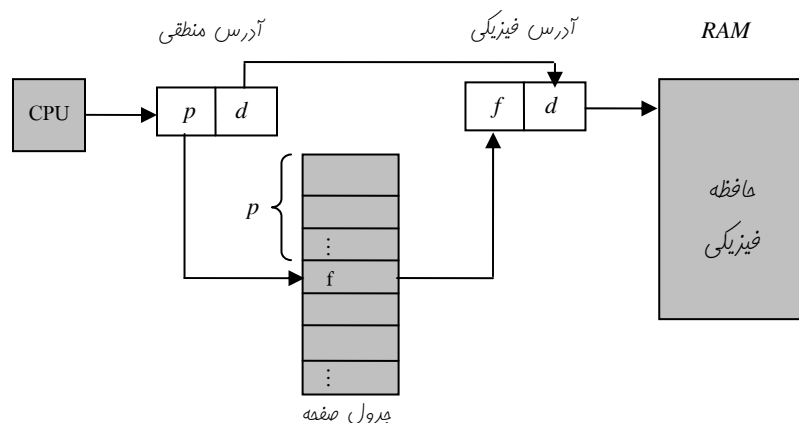 آدرس منطقی
آدرس فیزیکی
RAM
CPU
p d
f d
p
⋮
f
⋮
حافظه
فیزیکی
جدول صفحه